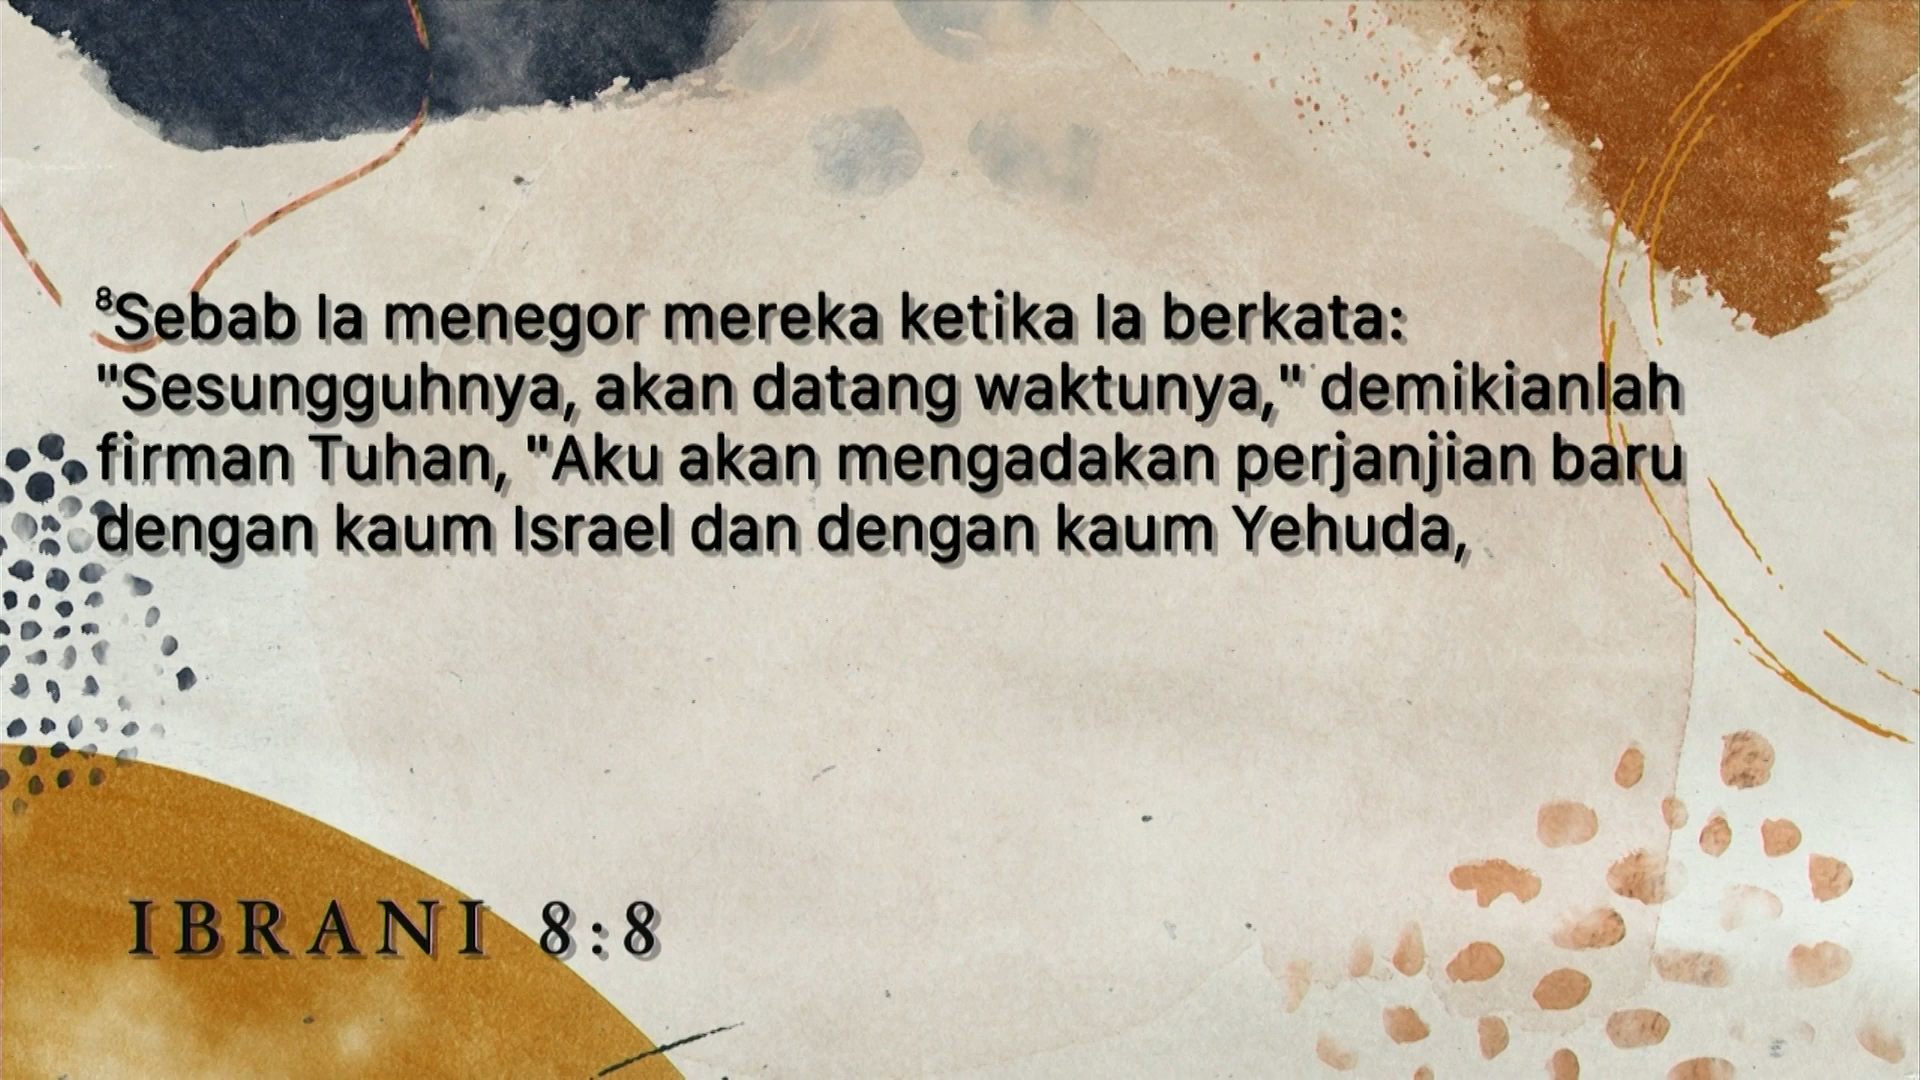 ⁸Sebab Ia menegor mereka ketika Ia berkata:
"Sesungguhnya, akan datang waktunya," demikianlah
firman Tuhan, "Aku akan mengadakan perjanjian baru
dengan kaum Israel dan dengan kaum Yehuda,
IBRANI 8:8